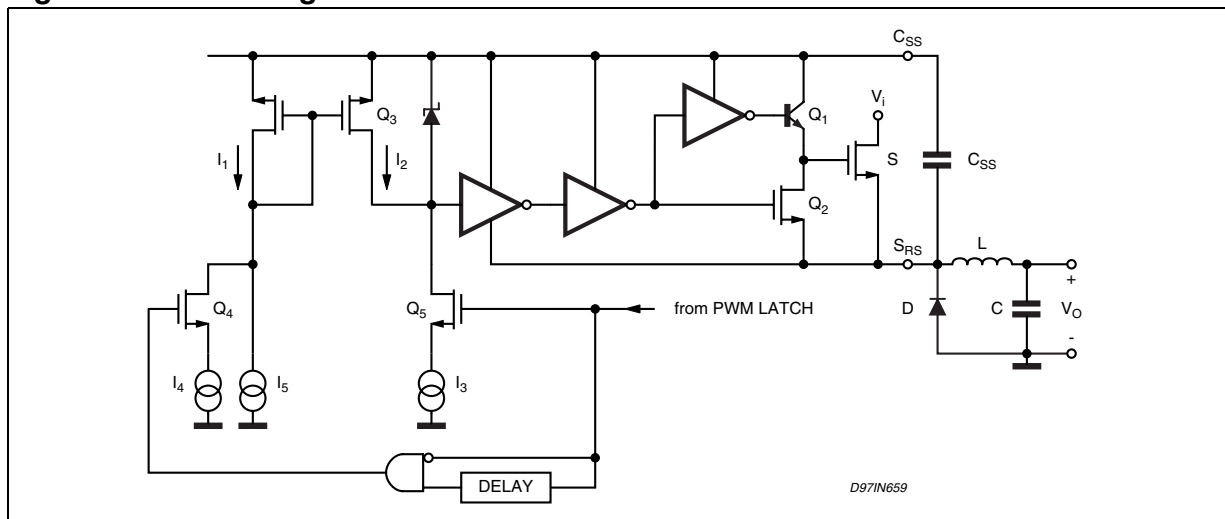 C_SS
Q_3
Q_1
V_i
I_1
I_2
S
C_SS
Q_2
S_RS
L
+
Q_4
Q_5
from PWM LATCH
D
C
V_O
-
I_4
I_5
I_3
DELAY
D97IN659